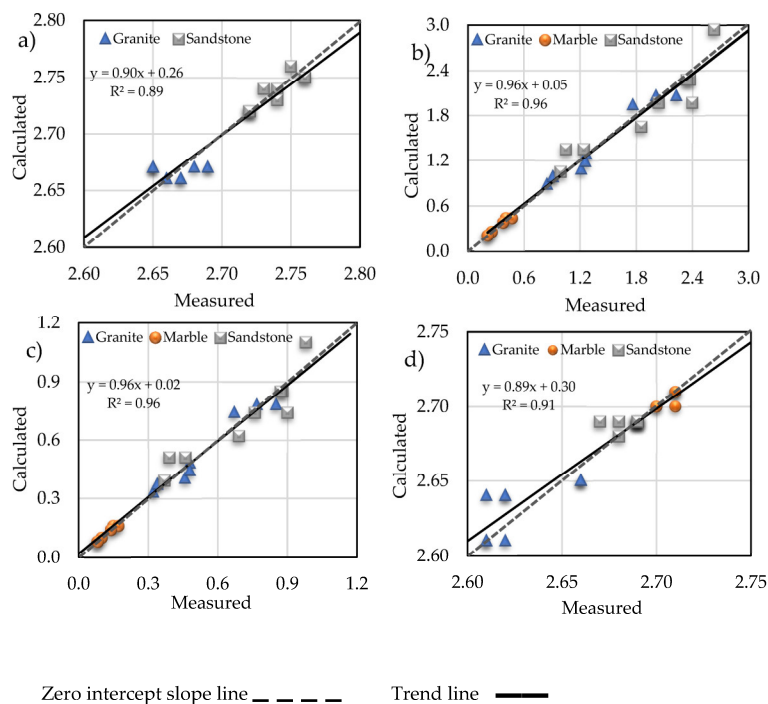 a)
Granite Sandstone
y = 0.90x + 0.26
R² = 0.89
Calculated
2.80
2.75
2.70
2.65
2.60
2.60 2.65 2.70 2.75 2.80
Measured
b)
Granite Marble Sandstone
y = 0.96x + 0.05
R² = 0.96
Calculated
3.0
2.4
1.8
1.2
0.6
0.0
0.0 0.6 1.2 1.8 2.4 3.0
Measured
c)
Granite Marble Sandstone
y = 0.96x + 0.02
R² = 0.96
Calculated
1.2
0.9
0.6
0.3
0.0
0.0 0.3 0.6 0.9 1.2
Measured
d)
Granite Marble Sandstone
y = 0.89x + 0.30
R² = 0.91
Calculated
2.75
2.70
2.65
2.60
2.60 2.65 2.70 2.75
Measured
Zero intercept slope line Trend line